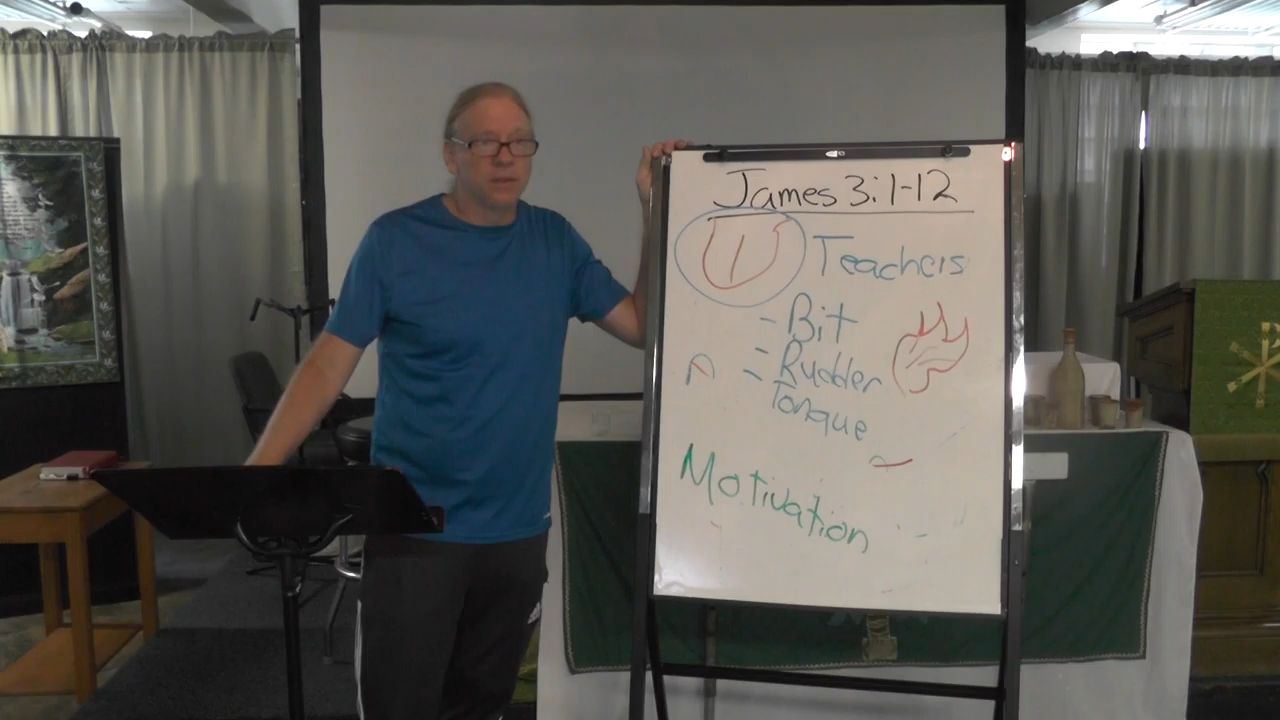 James 3:1-12
Teachers
- Bit
- Rudder
- Tongue
Motivation